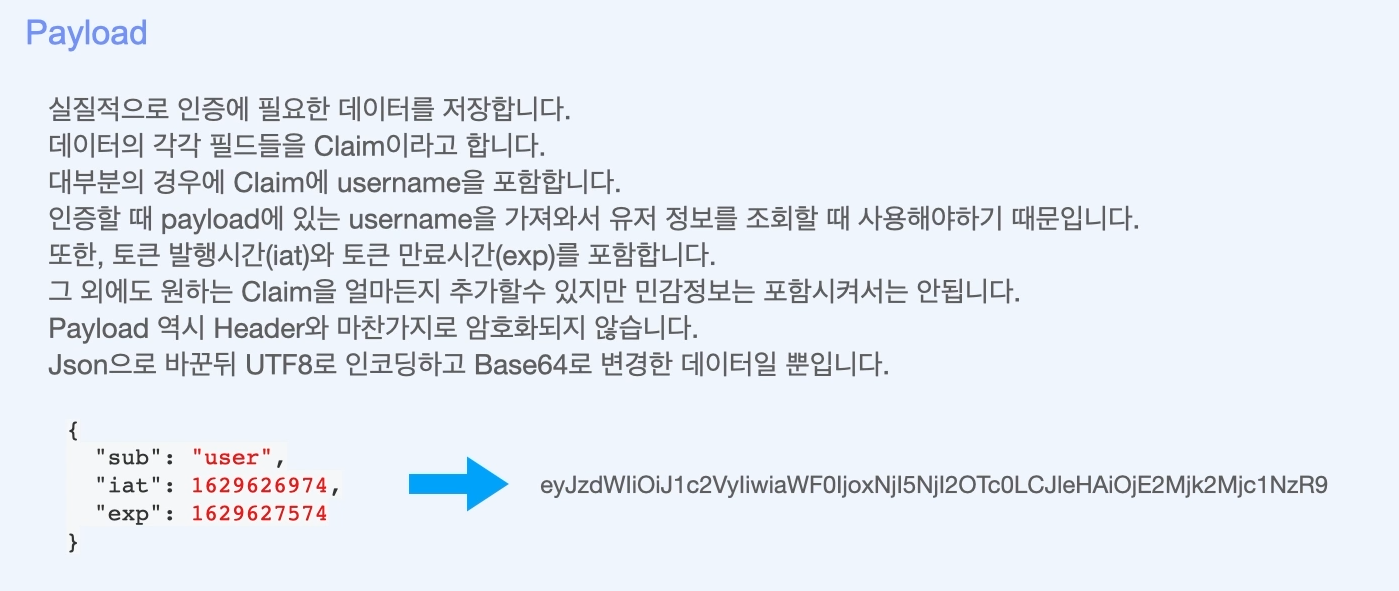 Payload
실질적으로 인증에 필요한 데이터를 저장합니다.
데이터의 각각 필드들을 Claim이라고 합니다.
대부분의 경우에 Claim에 username을 포함합니다.
인증할 때 payload에 있는 username을 가져와서 유저 정보를 조회할 때 사용해야하기 때문입니다.
또한, 토큰 발행시간(iat)와 토큰 만료시간(exp)를 포함합니다.
그 외에도 원하는 Claim을 얼마든지 추가할수 있지만 민감정보는 포함시켜서는 안됩니다.
Payload 역시 Header와 마찬가지로 암호화되지 않습니다.
Json으로 바꾼뒤 UTF8로 인코딩하고 Base64로 변경한 데이터일 뿐입니다.
{
"sub": "user",
"iat": 1629626974,
"exp": 1629627574
}
eyJzdWIiOiJ1c2VyIiwiaWF0IjoxNjI5NjI2OTc0LCJleHAiOjE2Mjk2Mjc1NzR9